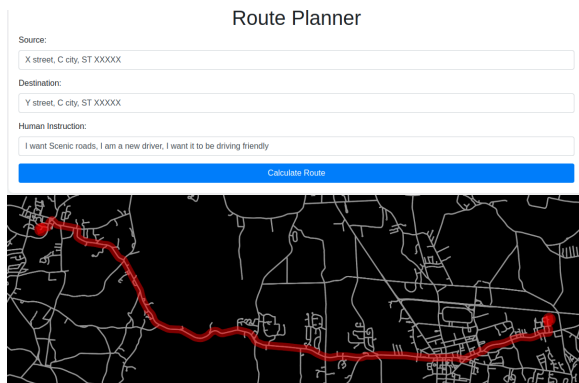 Route Planner
Source:
X street, C city, ST XXXXX
Destination:
Y street, C city, ST XXXXX
Human Instruction:
I want Scenic roads, I am a new driver, I want it to be driving friendly
Calculate Route